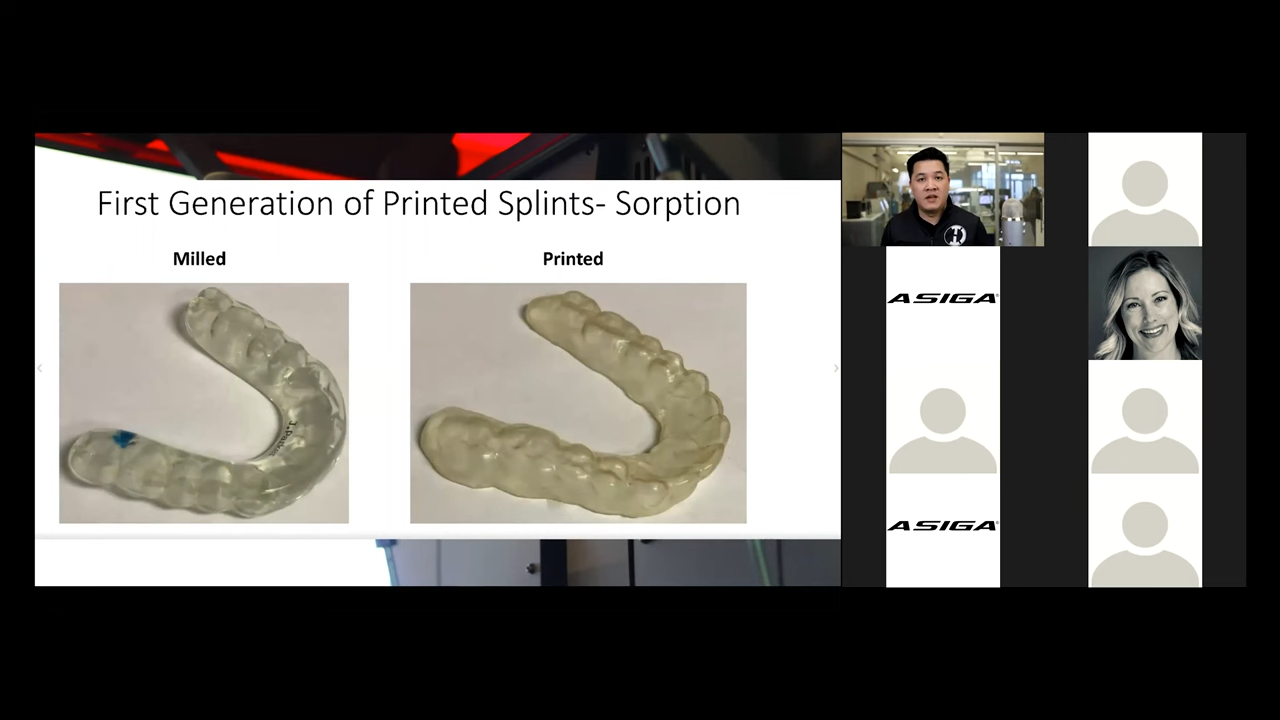 First Generation of Printed Splints- Sorption
Milled
Printed
ASIGA®
ASIGA®